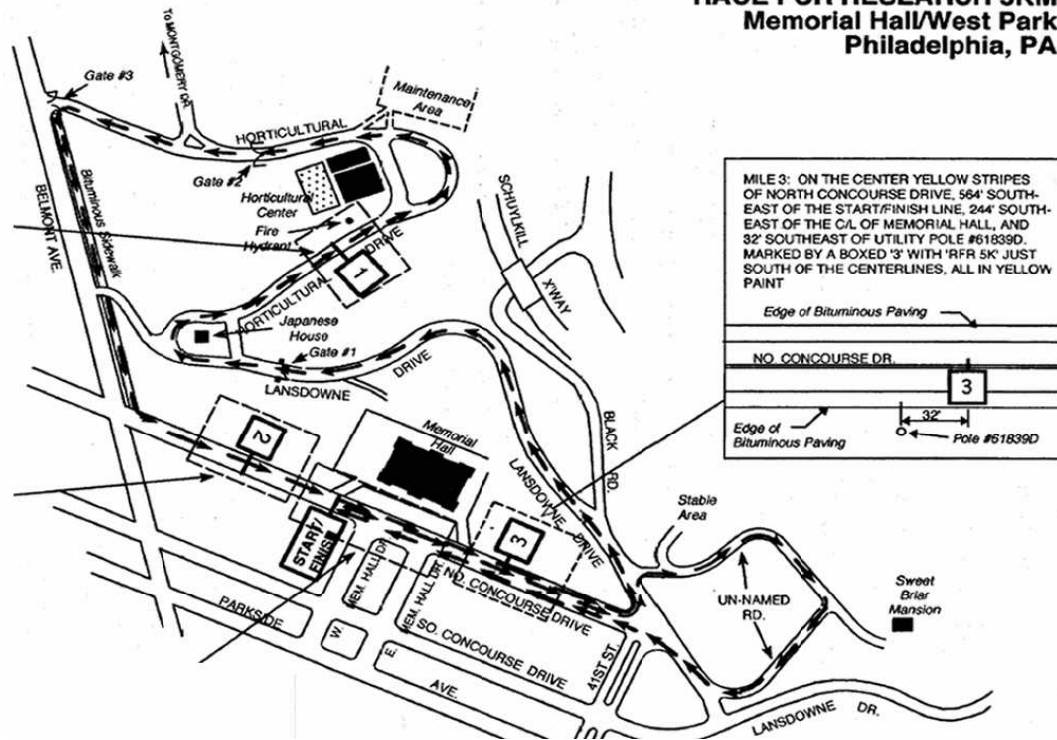 RACE FOR RESEARCH 5KM
Memorial Hall/West Park
Philadelphia, PA
To MONTGOMERY DR.
Gate #3
Maintenance
Area
HORTICULTURAL
Gate #2
Horticultural
Center
Fire
Hydrant
DRIVE
HORTICULTURAL
1
BELMONT AVE.
Bituminous Sidewalk
SCHUYLKILL
X'WAY
Japanese
House
Gate #1
LANSDOWNE
DRIVE
BLACK
RD.
MILE 3: ON THE CENTER YELLOW STRIPES
OF NORTH CONCOURSE DRIVE, 564' SOUTH-
EAST OF THE START/FINISH LINE, 244' SOUTH-
EAST OF THE C/L OF MEMORIAL HALL, AND
32' SOUTHEAST OF UTILITY POLE #61839D.
MARKED BY A BOXED '3' WITH 'RFR 5K' JUST
SOUTH OF THE CENTERLINES, ALL IN YELLOW
PAINT
Edge of Bituminous Paving
NO. CONCOURSE DR.
3
32'
Edge of
Bituminous Paving
Pole #61839D
2
Memorial
Hall
LANSDOWNE
DRIVE
Stable
Area
START/
FINISH
3
NO. CONCOURSE DRIVE
MEM. HALL DR.
W.
MEM. HALL DR.
E.
SO. CONCOURSE DRIVE
PARKSIDE
AVE.
41ST ST.
UN-NAMED
RD.
Sweet
Briar
Mansion
LANSDOWNE DR.